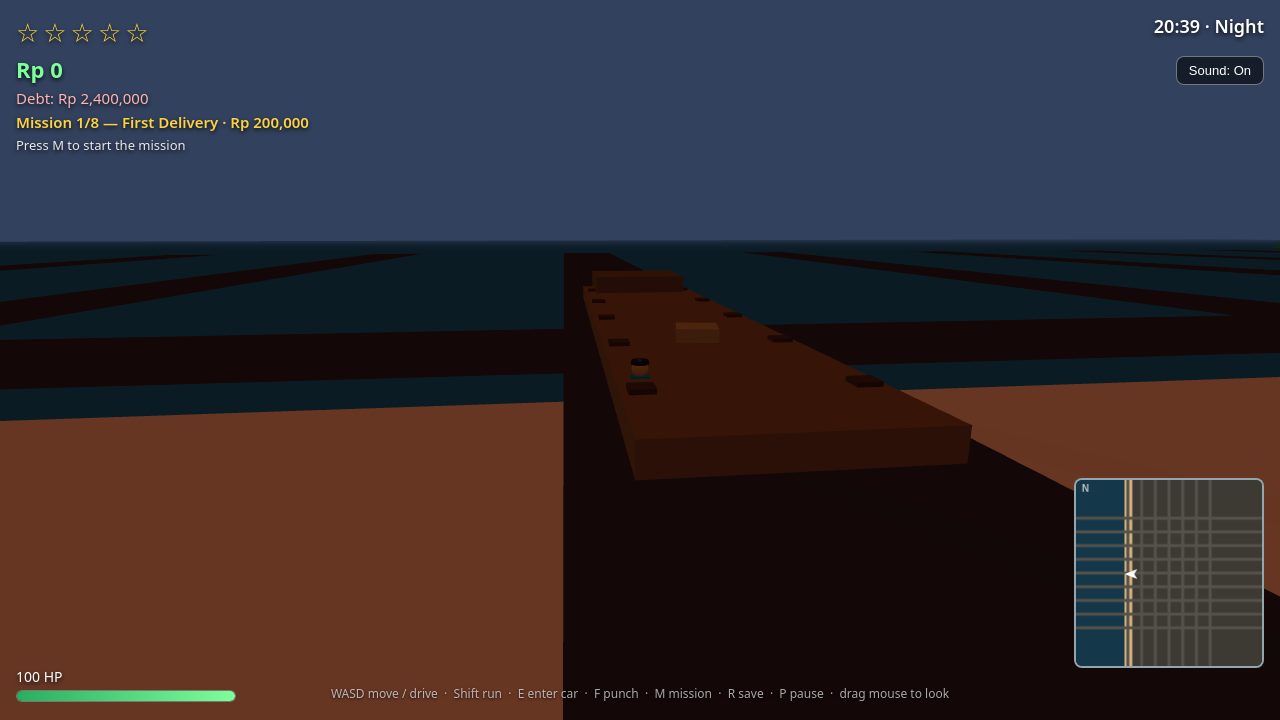 ☆☆☆☆☆
20:39 · Night
Rp 0
Sound: On
Debt: Rp 2,400,000
Mission 1/8 — First Delivery · Rp 200,000
Press M to start the mission
N
100 HP
WASD move / drive · Shift run · E enter car · F punch · M mission · R save · P pause · drag mouse to look